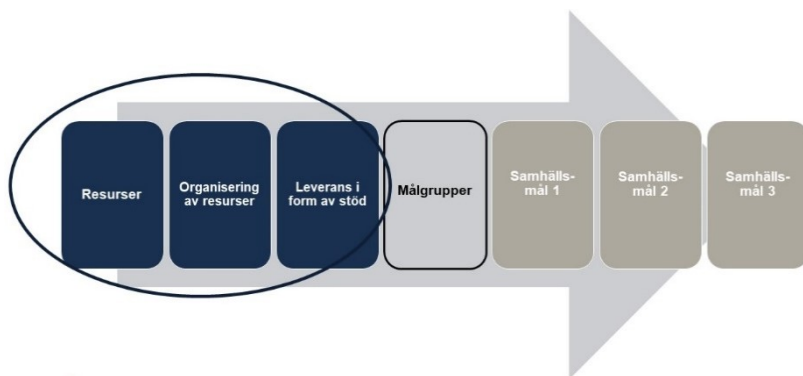 Resurser
Organisering
av resurser
Leverans i
form av stöd
Målgrupper
Samhälls-
mål 1
Samhälls-
mål 2
Samhälls-
mål 3